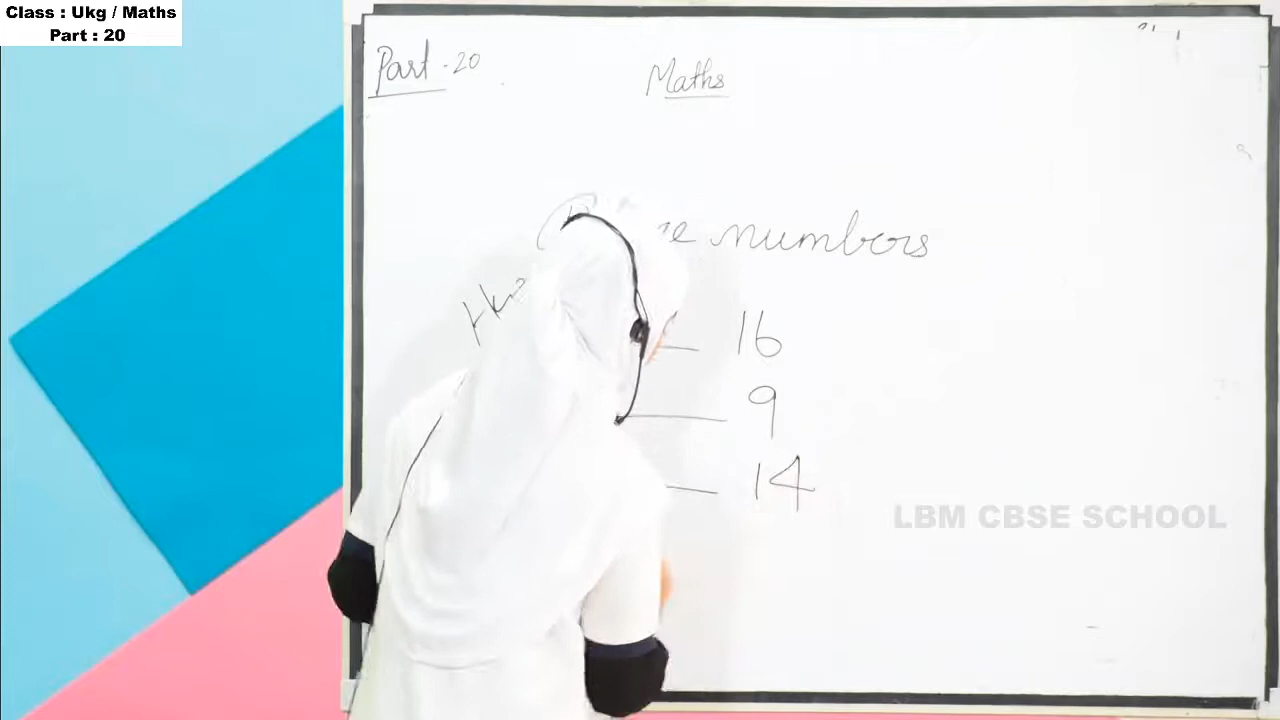 Class : Ukg / Maths
Part : 20
Part - 20
Maths
numbers
16
9
14
LBM CBSE SCHOOL